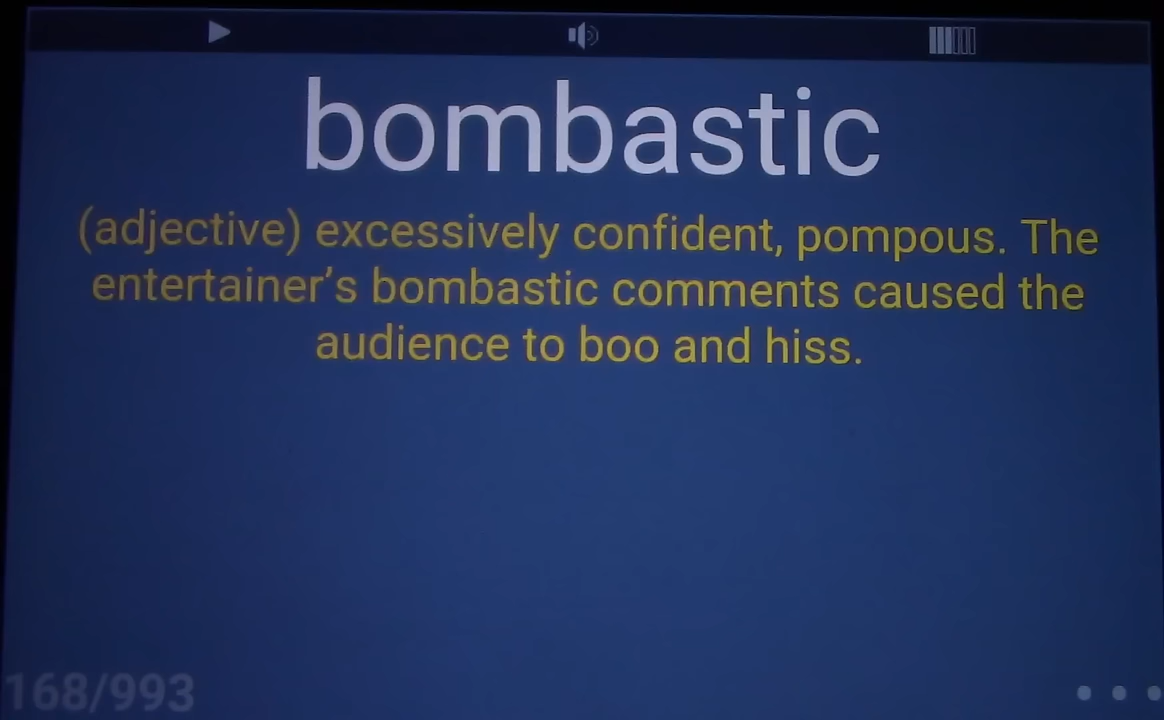 bombastic
(adjective) excessively confident, pompous. The
entertainer’s bombastic comments caused the
audience to boo and hiss.
168/993